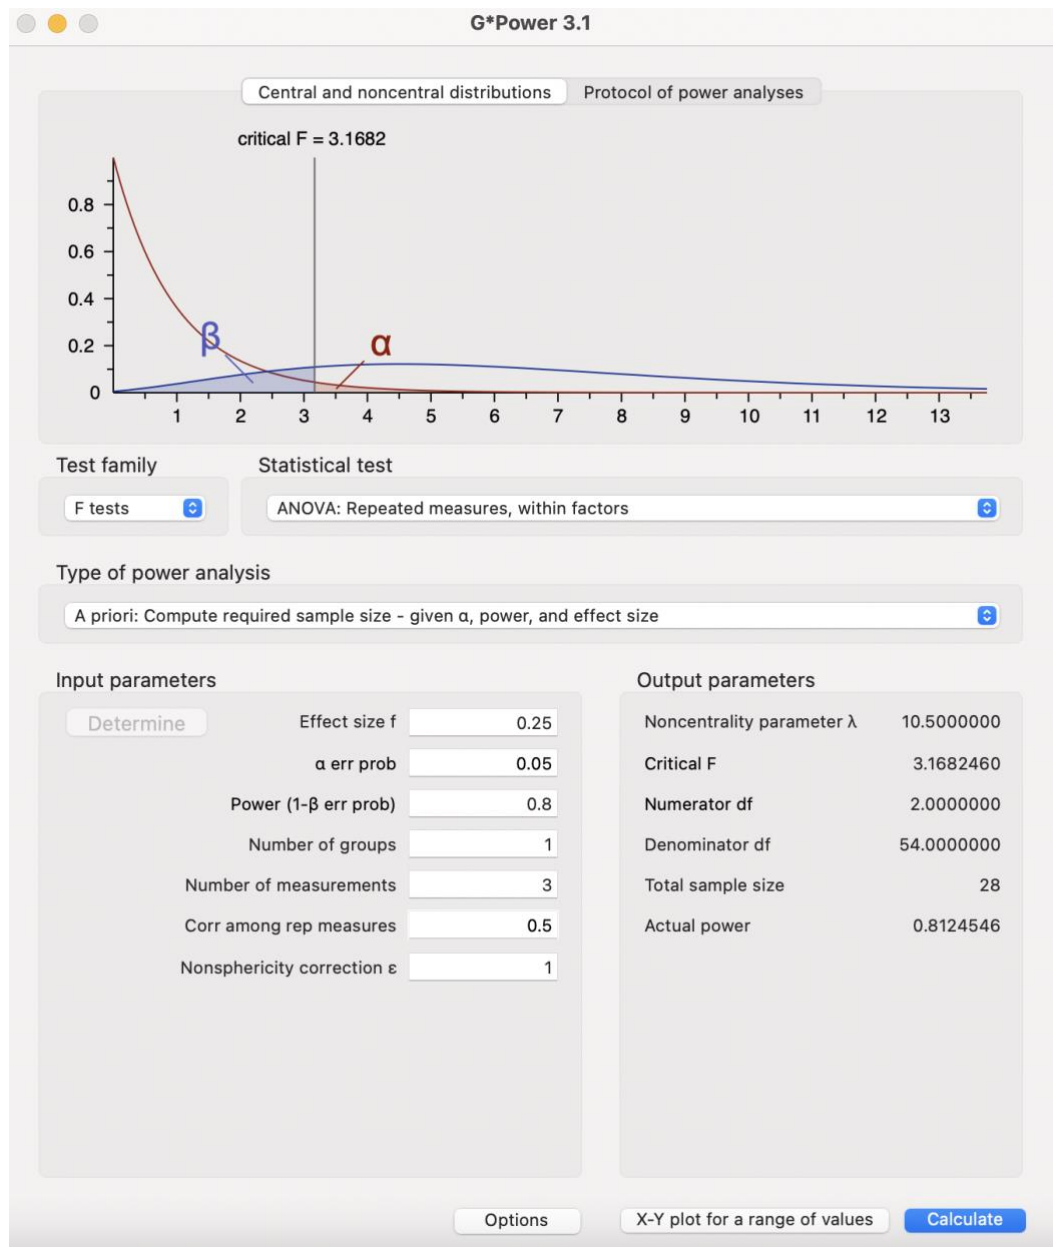 G*Power 3.1
Central and noncentral distributions Protocol of power analyses
critical F = 3.1682
0.8
0.6
0.4
0.2
0
β
α
1 2 3 4 5 6 7 8 9 10 11 12 13
Test family Statistical test
F tests ANOVA: Repeated measures, within factors
Type of power analysis
A priori: Compute required sample size - given α, power, and effect size
Input parameters Output parameters
Determine Effect size f 0.25 Noncentrality parameter λ 10.5000000
α err prob 0.05 Critical F 3.1682460
Power (1-β err prob) 0.8 Numerator df 2.0000000
Number of groups 1 Denominator df 54.0000000
Number of measurements 3 Total sample size 28
Corr among rep measures 0.5 Actual power 0.8124546
Nonsphericity correction ε 1
Options X-Y plot for a range of values Calculate